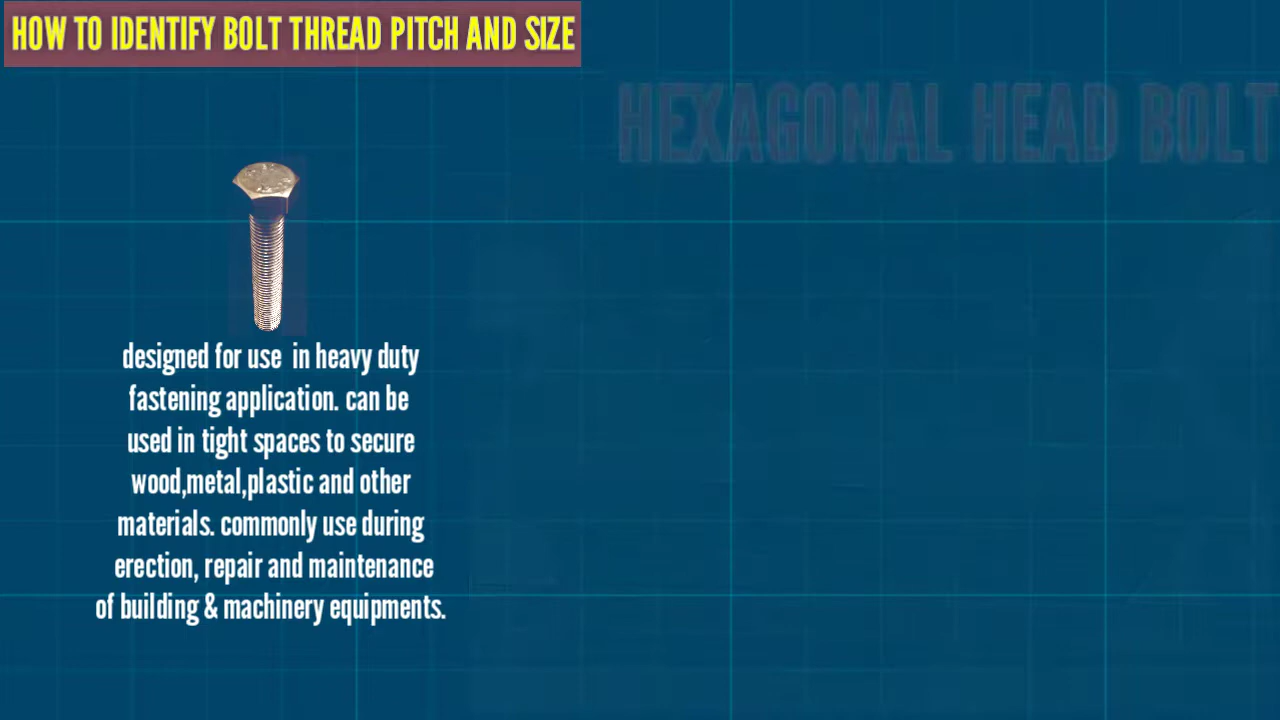 HOW TO IDENTIFY BOLT THREAD PITCH AND SIZE
HEXAGONAL HEAD BOLT
designed for use in heavy duty
fastening application. can be
used in tight spaces to secure
wood,metal,plastic and other
materials. commonly use during
erection, repair and maintenance
of building & machinery equipments.